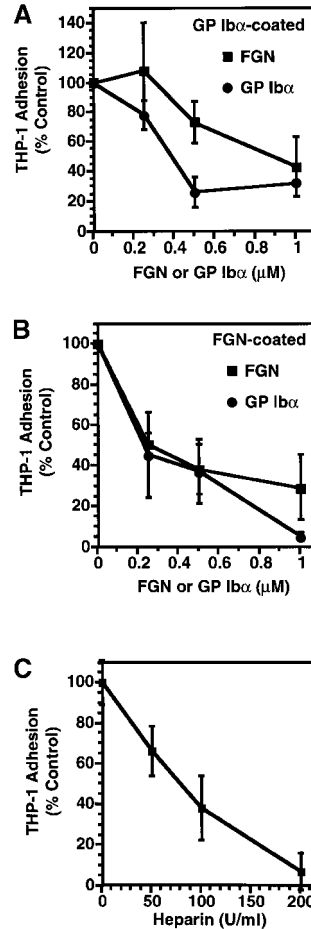 A
GP Ibα-coated
FGN
GP Ibα
THP-1 Adhesion
(% Control)
140
120
100
80
60
40
20
0
0
0.2
0.4
0.6
0.8
1
FGN or GP Ibα (μM)
B
FGN-coated
FGN
GP Ibα
THP-1 Adhesion
(% Control)
100
80
60
40
20
0
0
0.2
0.4
0.6
0.8
1
FGN or GP Ibα (μM)
C
THP-1 Adhesion
(% Control)
100
80
60
40
20
0
0
50
100
150
200
Heparin (U/ml)